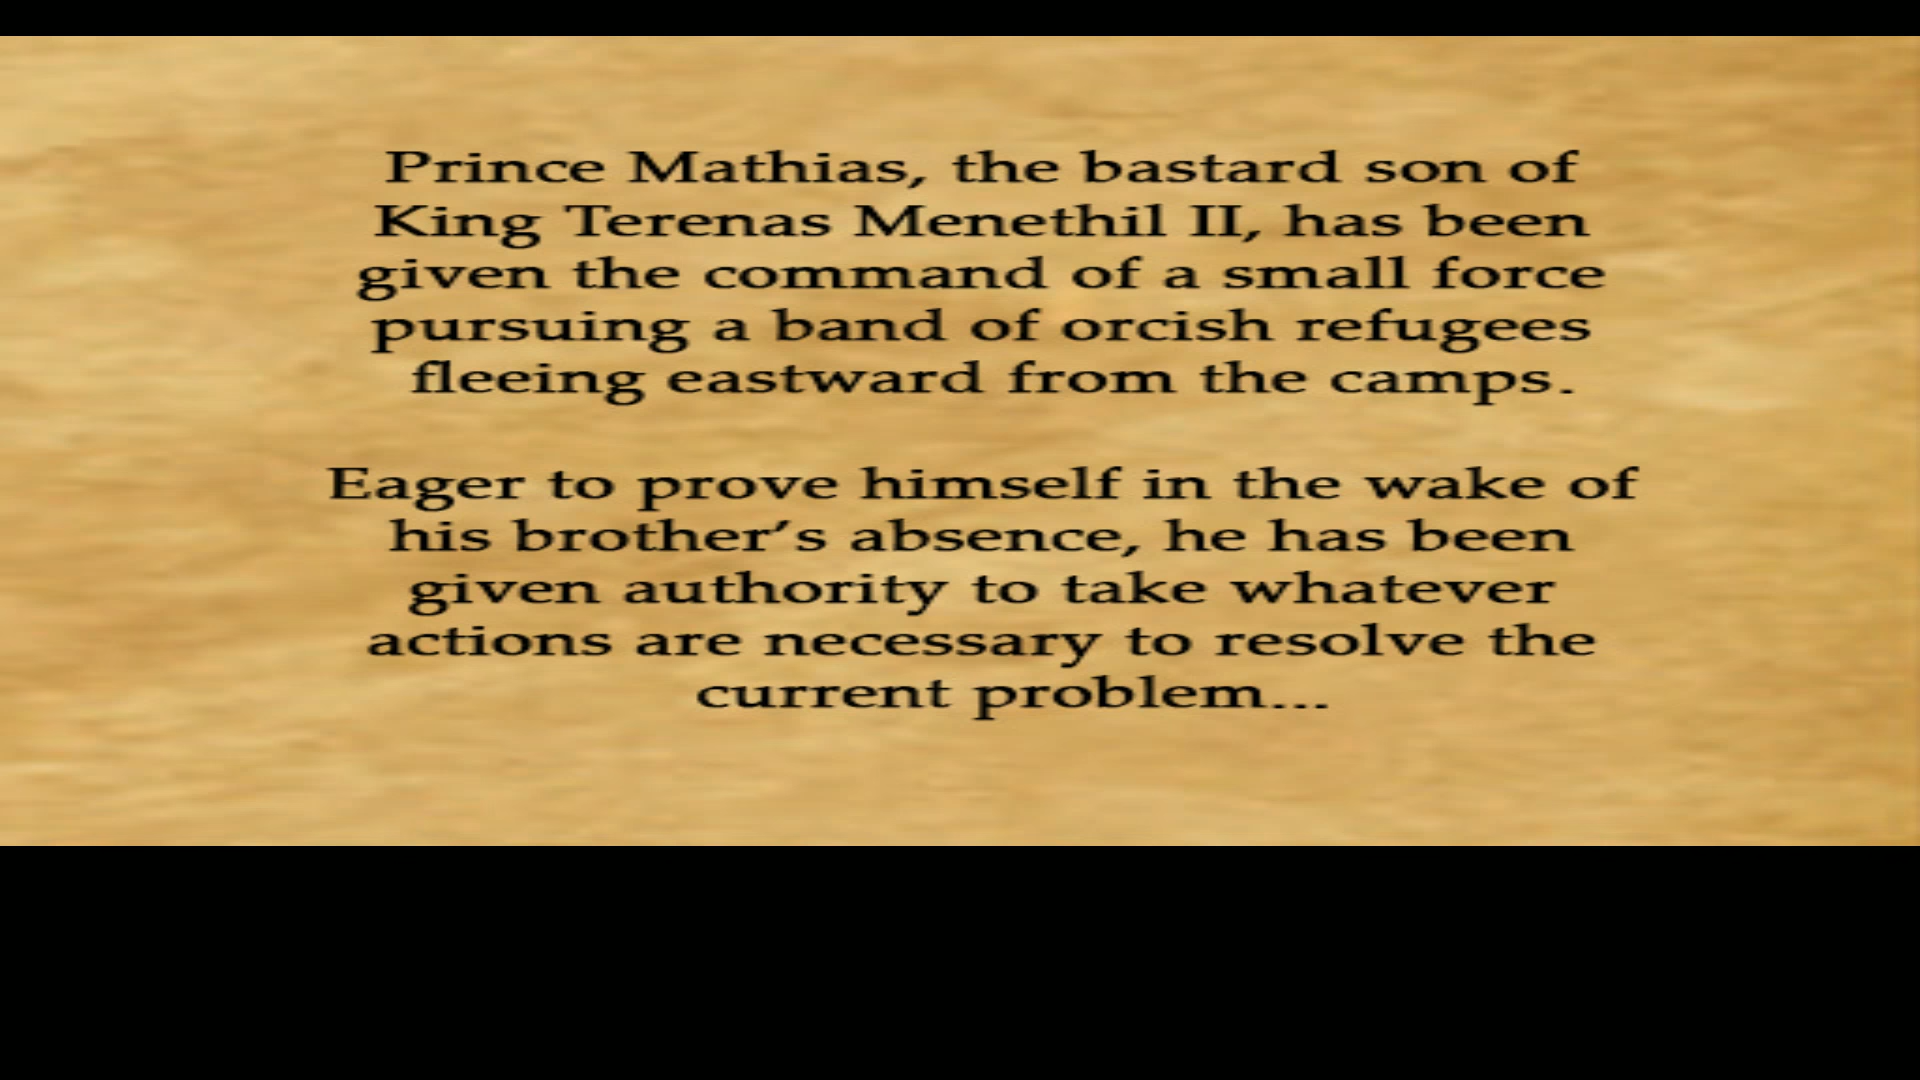 Prince Mathias, the bastard son of
King Terenas Menethil II, has been
given the command of a small force
pursuing a band of orcish refugees
fleeing eastward from the camps.
Eager to prove himself in the wake of
his brother's absence, he has been
given authority to take whatever
actions are necessary to resolve the
current problem...